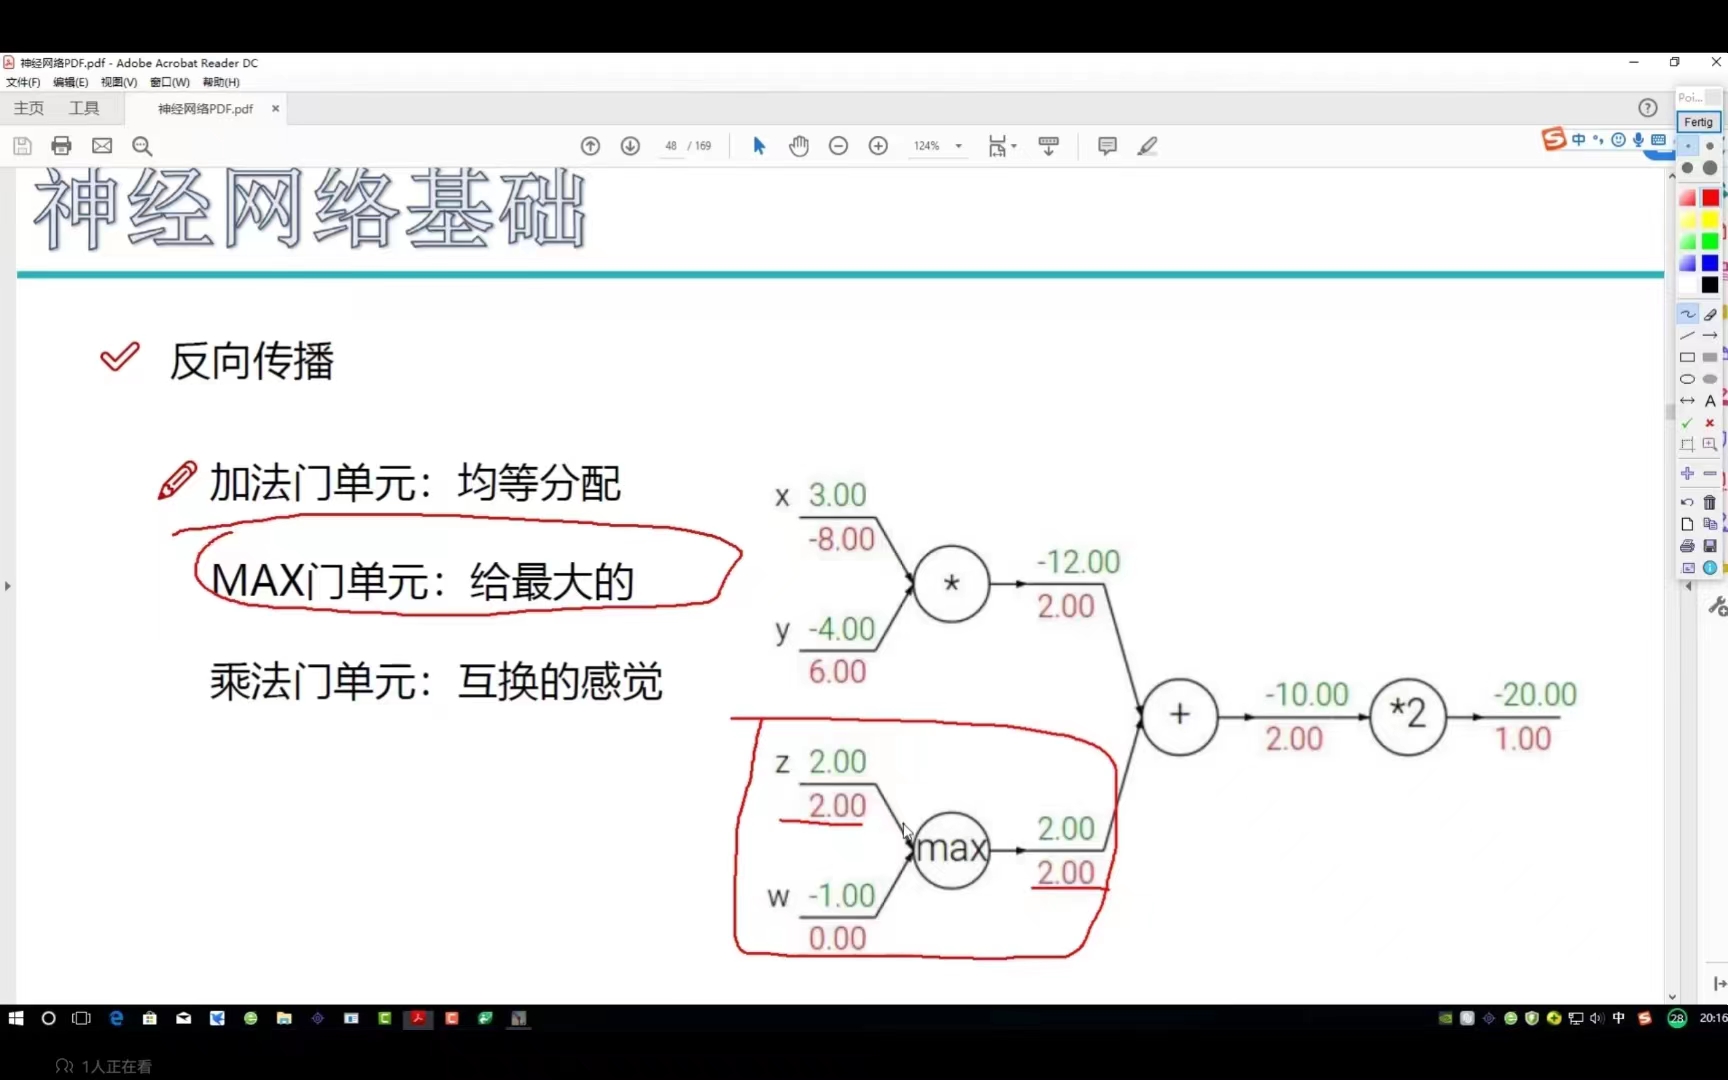 神经网络PDF.pdf - Adobe Acrobat Reader DC
文件(F) 编辑(E) 视图(V) 窗口(W) 帮助(H)
主页 工具 神经网络PDF.pdf ×
48 / 169 124%
中
Poi...
Fertig
神经网络基础
反向传播
加法门单元：均等分配
MAX门单元：给最大的
乘法门单元：互换的感觉
x 3.00
-8.00
*
-12.00
2.00
y -4.00
6.00
+
-10.00
2.00
*2
-20.00
1.00
z 2.00
2.00
max
2.00
2.00
w -1.00
0.00
A
中
28
20:16
1人正在看